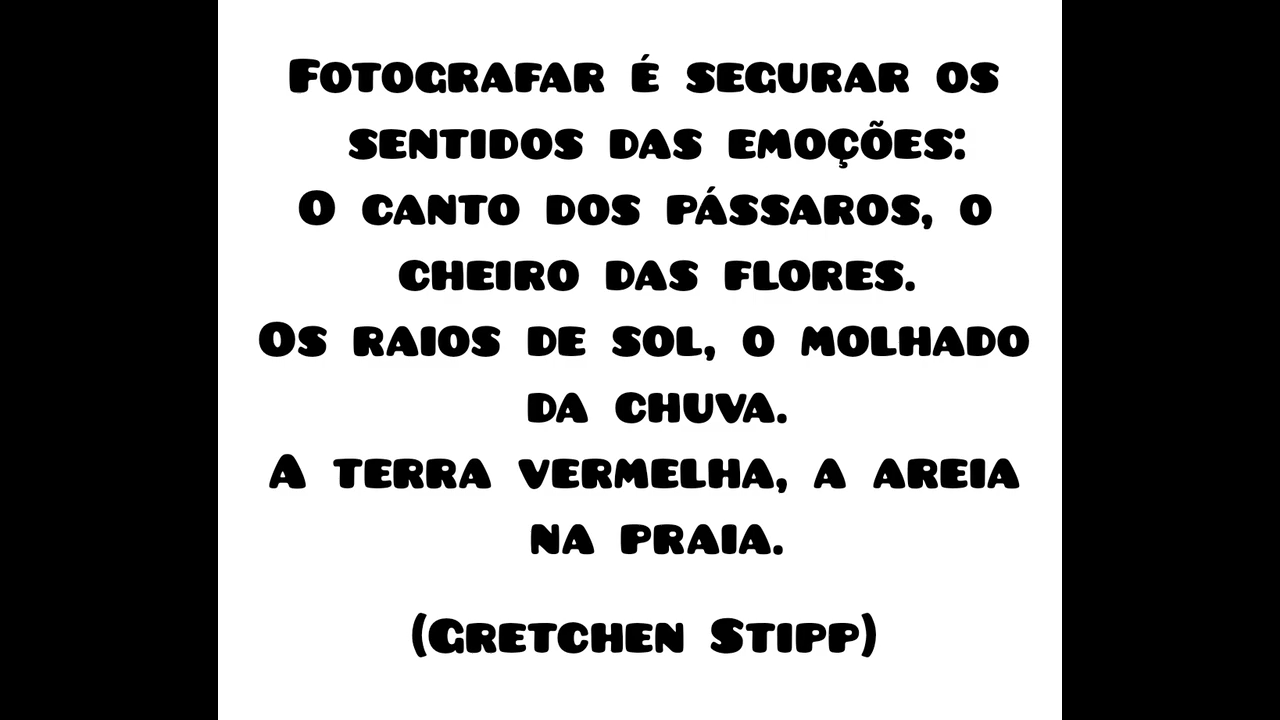 Fotografar é segurar os
sentidos das emoções:
O canto dos pássaros, o
cheiro das flores.
Os raios de sol, o molhado
da chuva.
A terra vermelha, a areia
na praia.
(Gretchen Stipp)